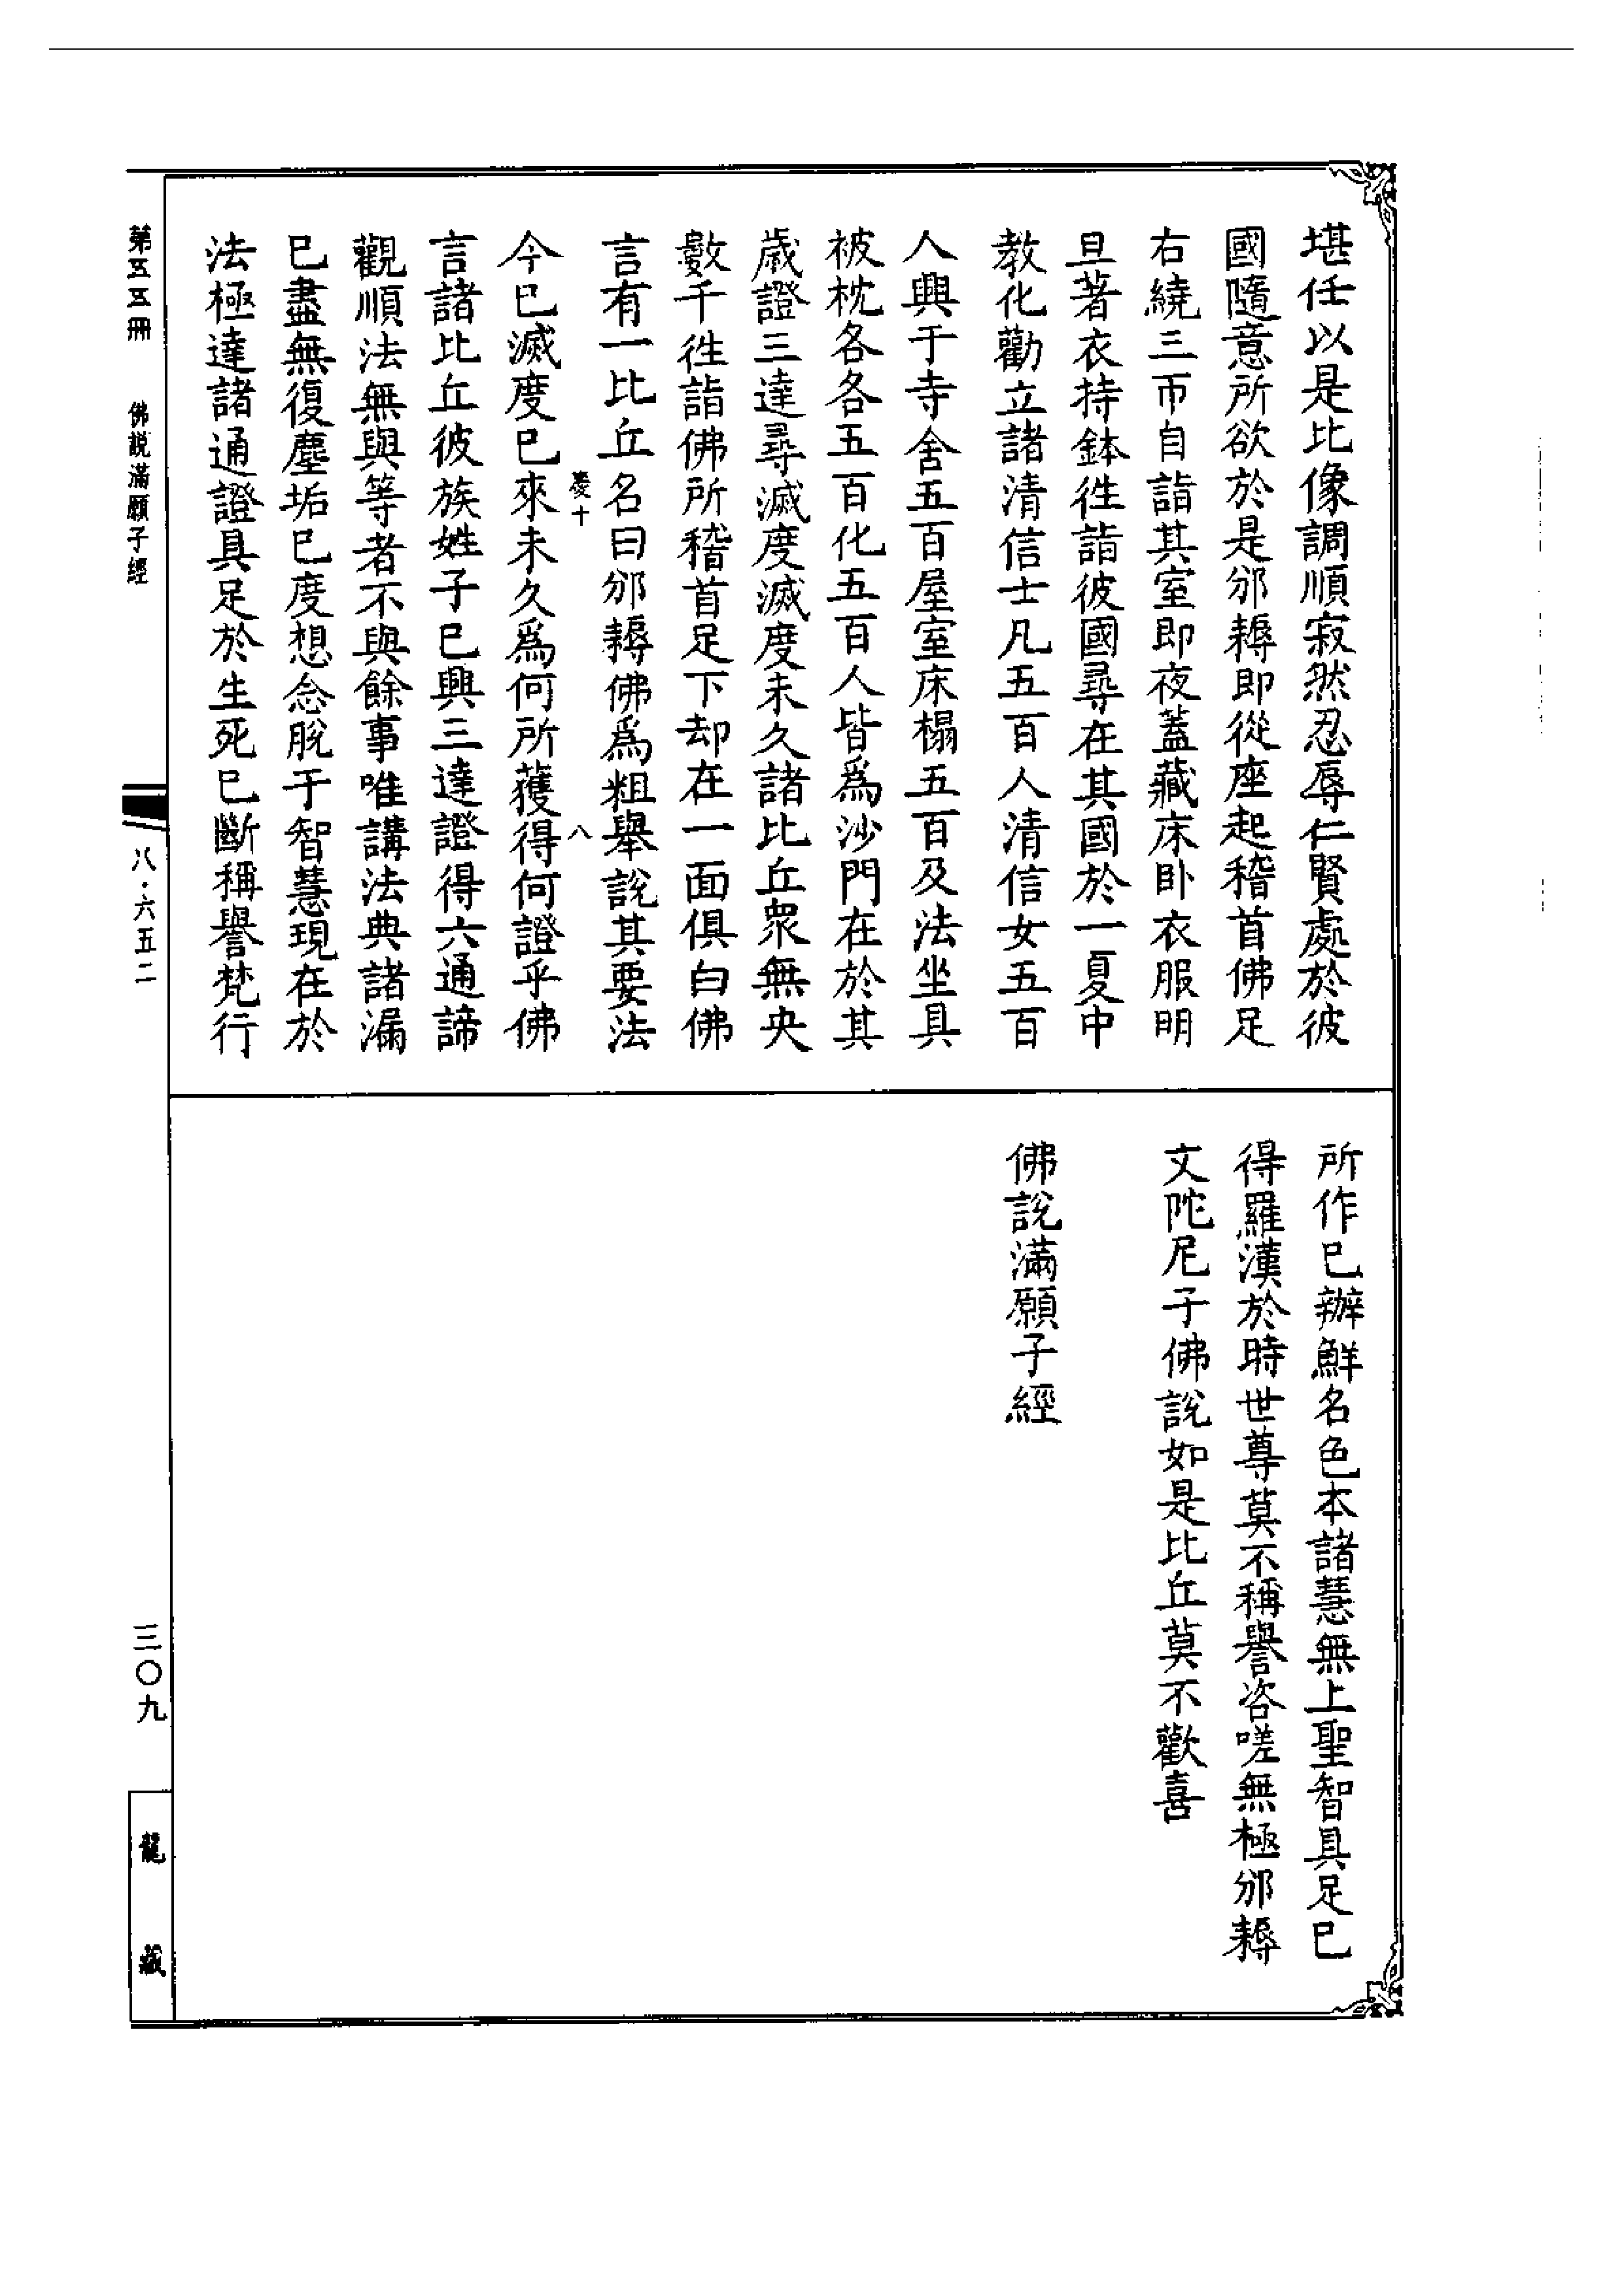 堪任以是比像調順寂然忍辱仁賢處於彼
國隨意所欲於是邠耨即從座起稽首佛足
右繞三帀自詣其室即夜蓋藏床卧衣服明
旦著衣持鉢往詣彼國尋在其國於一夏中
教化勸立諸清信士凡五百人清信女五百
人興于寺舍五百屋室床榻五百及法坐具
被枕各各五百化五百人皆爲沙門在於其
歲證三達尋滅度滅度未久諸比丘衆無央
數千徃詣佛所稽首足下却在一面俱白佛
言有一比丘名曰邠耨佛爲粗舉說其要法
慶十 八
今已滅度已來未久爲何所獲得何證乎佛
言諸比丘彼族姓子已興三達證得六通諦
觀順法無與等者不與餘事唯講法典諸漏
已盡無復塵垢已度想念脫于智慧現在於
法極達諸通證具足於生死已斷稱譽梵行
所作已辦鮮名色本諸慧無上聖智具足已
得羅漢於時世尊莫不稱譽咨嗟無極邠耨
文陀尼子佛說如是比丘莫不歡喜
佛說滿願子經
第五五冊 佛說滿願子經
八·六五二
三〇九
龍藏